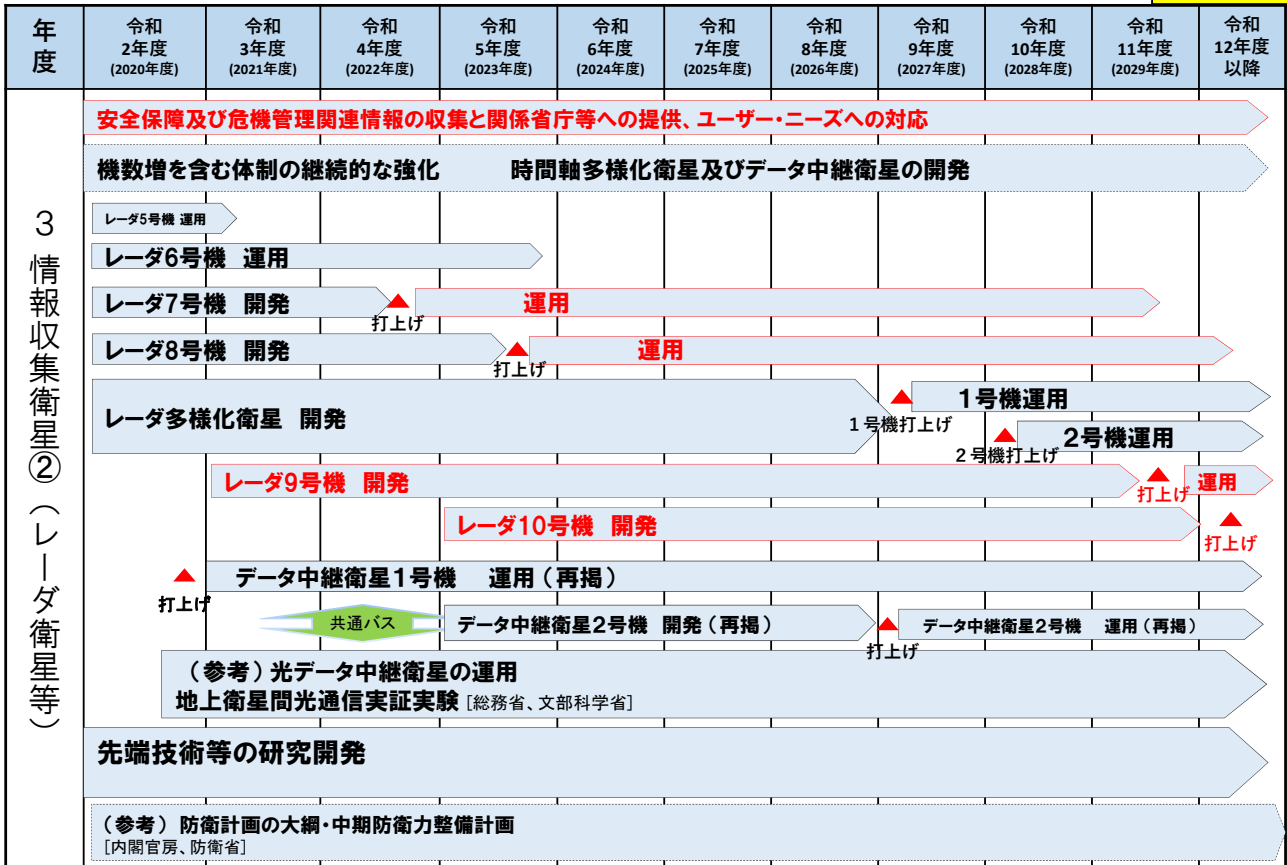 年度
令和
2年度
(2020年度)
令和
3年度
(2021年度)
令和
4年度
(2022年度)
令和
5年度
(2023年度)
令和
6年度
(2024年度)
令和
7年度
(2025年度)
令和
8年度
(2026年度)
令和
9年度
(2027年度)
令和
10年度
(2028年度)
令和
11年度
(2029年度)
令和
12年度
以降
3 情報収集衛星②(レーダ衛星等)
安全保障及び危機管理関連情報の収集と関係省庁等への提供、ユーザー・ニーズへの対応
機数増を含む体制の継続的な強化 時間軸多様化衛星及びデータ中継衛星の開発
レーダ5号機 運用
レーダ6号機 運用
レーダ7号機 開発
打上げ
運用
レーダ8号機 開発
打上げ
運用
レーダ多様化衛星 開発
1号機打上げ
1号機運用
2号機打上げ
2号機運用
レーダ9号機 開発
打上げ
運用
レーダ10号機 開発
打上げ
打上げ
データ中継衛星1号機 運用(再掲)
共通バス
データ中継衛星2号機 開発(再掲)
打上げ
データ中継衛星2号機 運用(再掲)
(参考)光データ中継衛星の運用
地上衛星間光通信実証実験 [総務省、文部科学省]
先端技術等の研究開発
(参考) 防衛計画の大綱・中期防衛力整備計画
[内閣官房、防衛省]